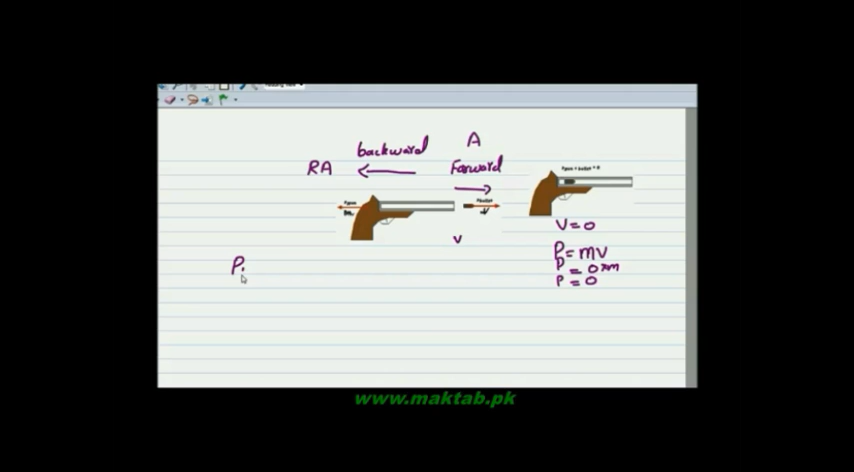 A
backward
Forward
RA
V=0
v
P = mv
P = 0×m
P = 0
P.
www.maktab.pk